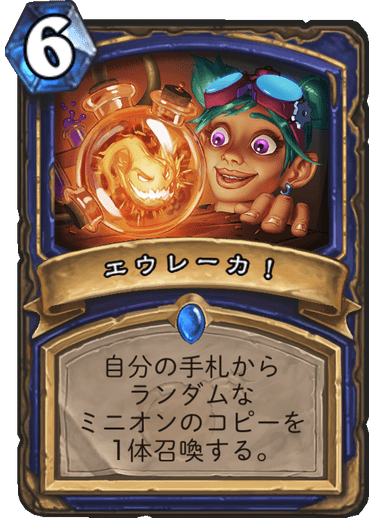 6
エウレーカ！
自分の手札から
ランダムな
ミニオンのコピーを
1体召喚する。